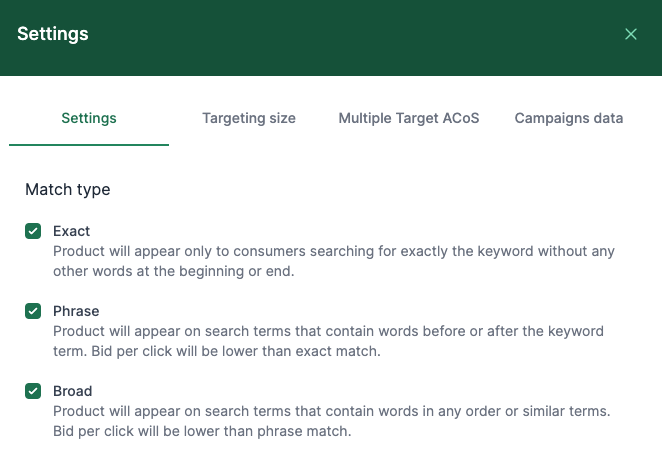 Settings
Settings
Targeting size
Multiple Target ACoS
Campaigns data
Match type
Exact
Product will appear only to consumers searching for exactly the keyword without any
other words at the beginning or end.
Phrase
Product will appear on search terms that contain words before or after the keyword
term. Bid per click will be lower than exact match.
Broad
Product will appear on search terms that contain words in any order or similar terms.
Bid per click will be lower than phrase match.